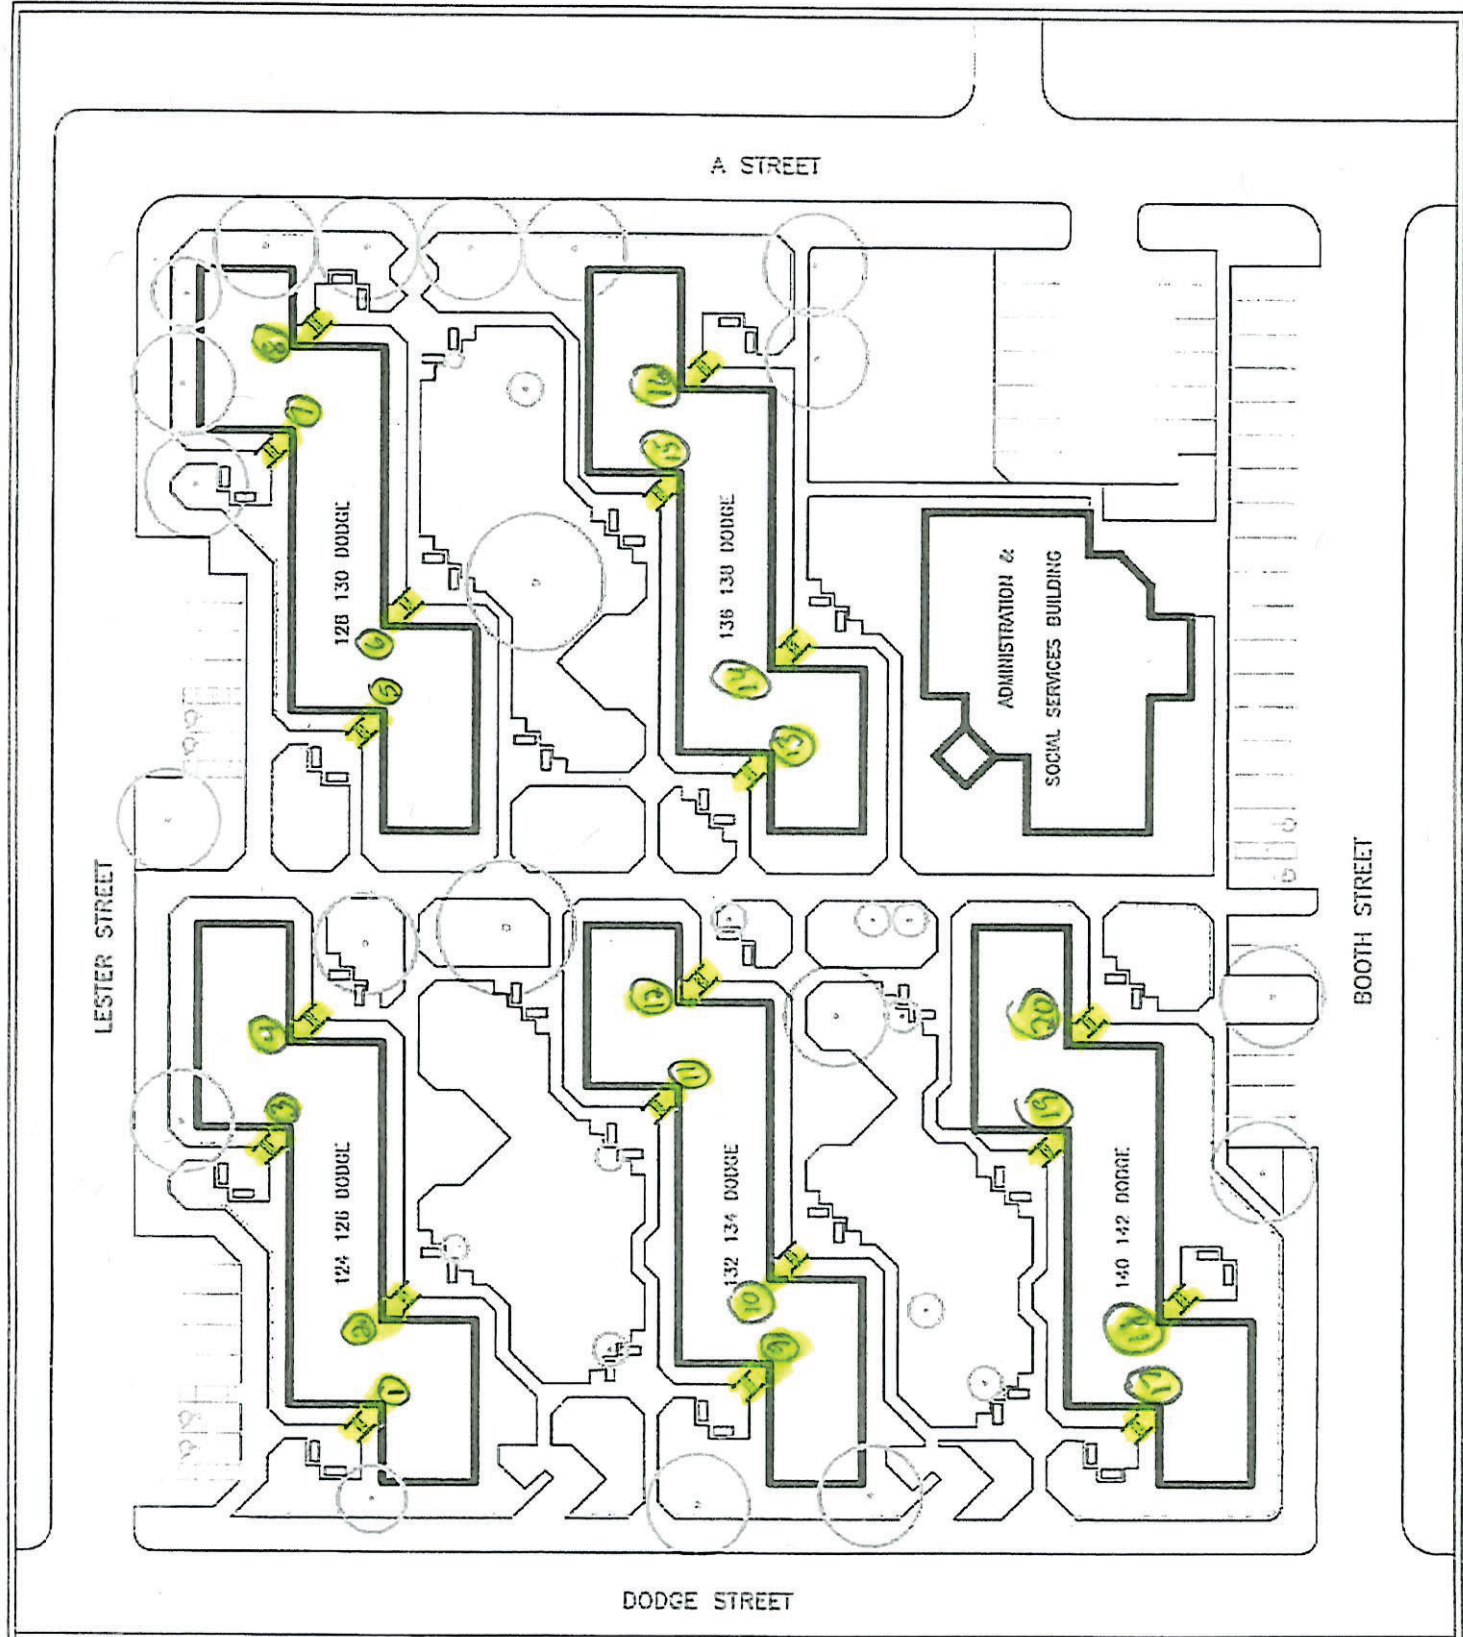 A STREET
8
7
16
15
128 130 DODGE
136 138 DODGE
ADMINISTRATION &
SOCIAL SERVICES BUILDING
6
5
14
13
LESTER STREET
BOOTH STREET
4
3
12
11
20
19
124 126 DODGE
132 134 DODGE
140 142 DODGE
2
1
10
9
18
17
DODGE STREET